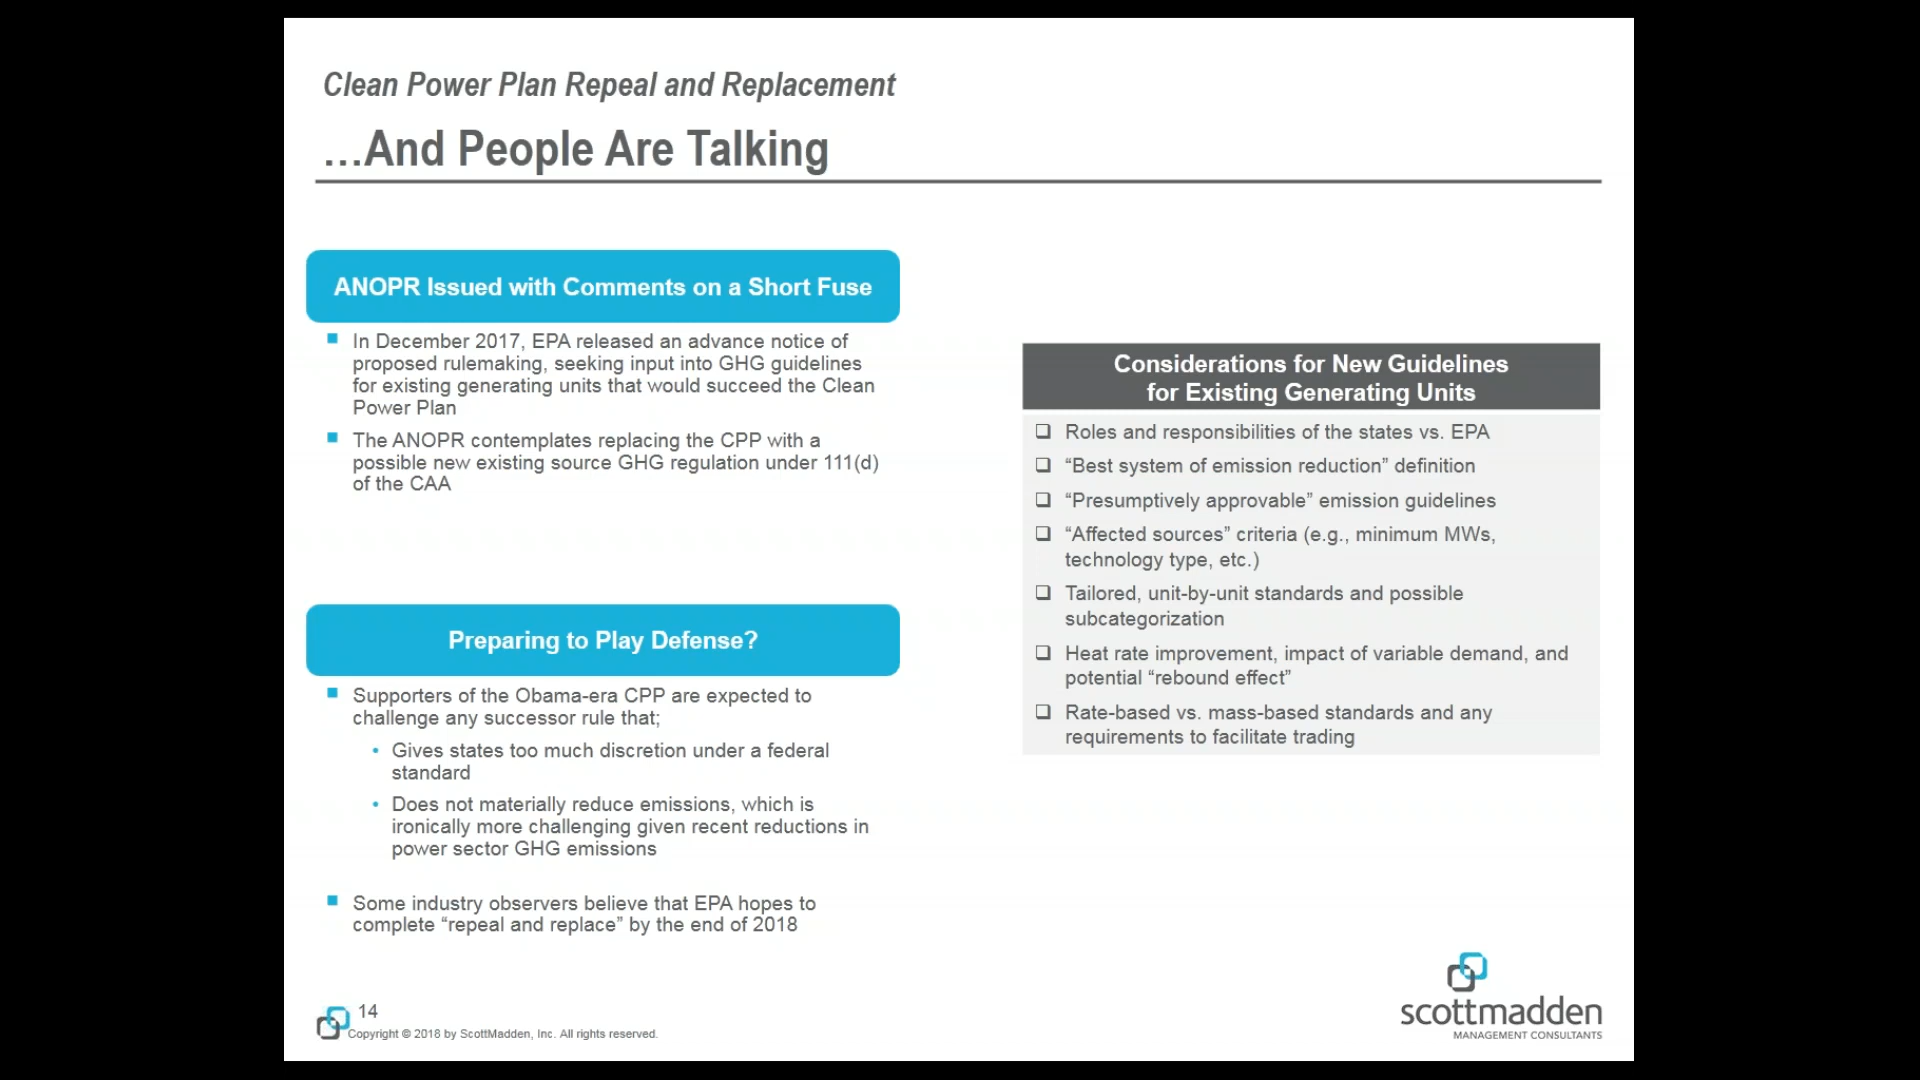 Clean Power Plan Repeal and Replacement
…And People Are Talking
ANOPR Issued with Comments on a Short Fuse
In December 2017, EPA released an advance notice of
proposed rulemaking, seeking input into GHG guidelines
for existing generating units that would succeed the Clean
Power Plan
The ANOPR contemplates replacing the CPP with a
possible new existing source GHG regulation under 111(d)
of the CAA
Preparing to Play Defense?
Supporters of the Obama-era CPP are expected to
challenge any successor rule that;
Gives states too much discretion under a federal
standard
Does not materially reduce emissions, which is
ironically more challenging given recent reductions in
power sector GHG emissions
Some industry observers believe that EPA hopes to
complete “repeal and replace” by the end of 2018
Considerations for New Guidelines
for Existing Generating Units
Roles and responsibilities of the states vs. EPA
“Best system of emission reduction” definition
“Presumptively approvable” emission guidelines
“Affected sources” criteria (e.g., minimum MWs,
technology type, etc.)
Tailored, unit-by-unit standards and possible
subcategorization
Heat rate improvement, impact of variable demand, and
potential “rebound effect”
Rate-based vs. mass-based standards and any
requirements to facilitate trading
14
Copyright © 2018 by ScottMadden, Inc. All rights reserved.
scottmadden
MANAGEMENT CONSULTANTS